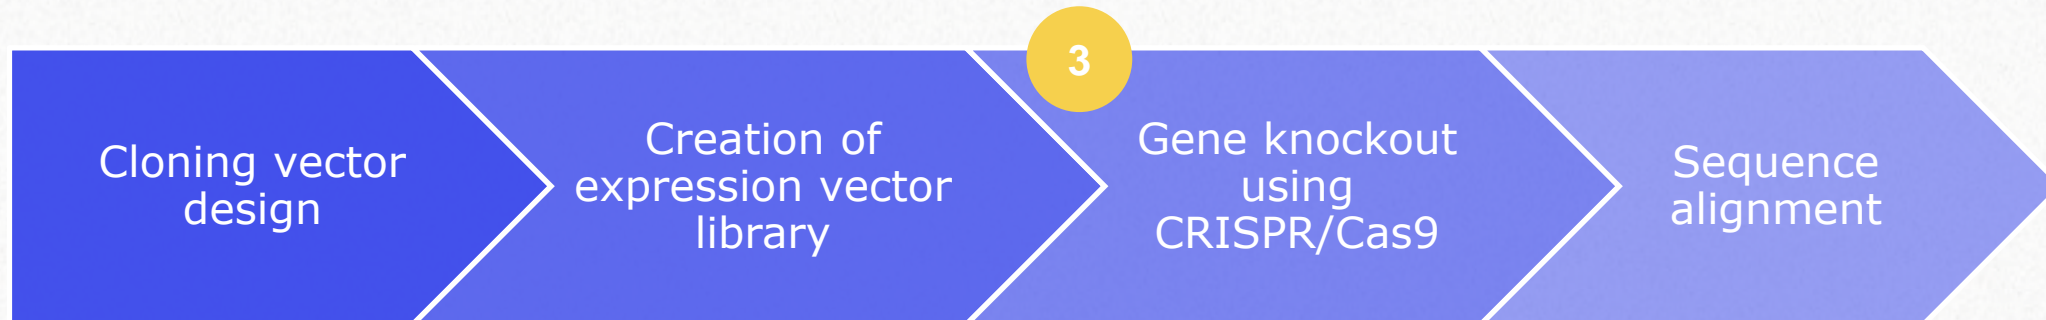 Cloning vector
design
Creation of
expression vector
library
3
Gene knockout
using
CRISPR/Cas9
Sequence
alignment